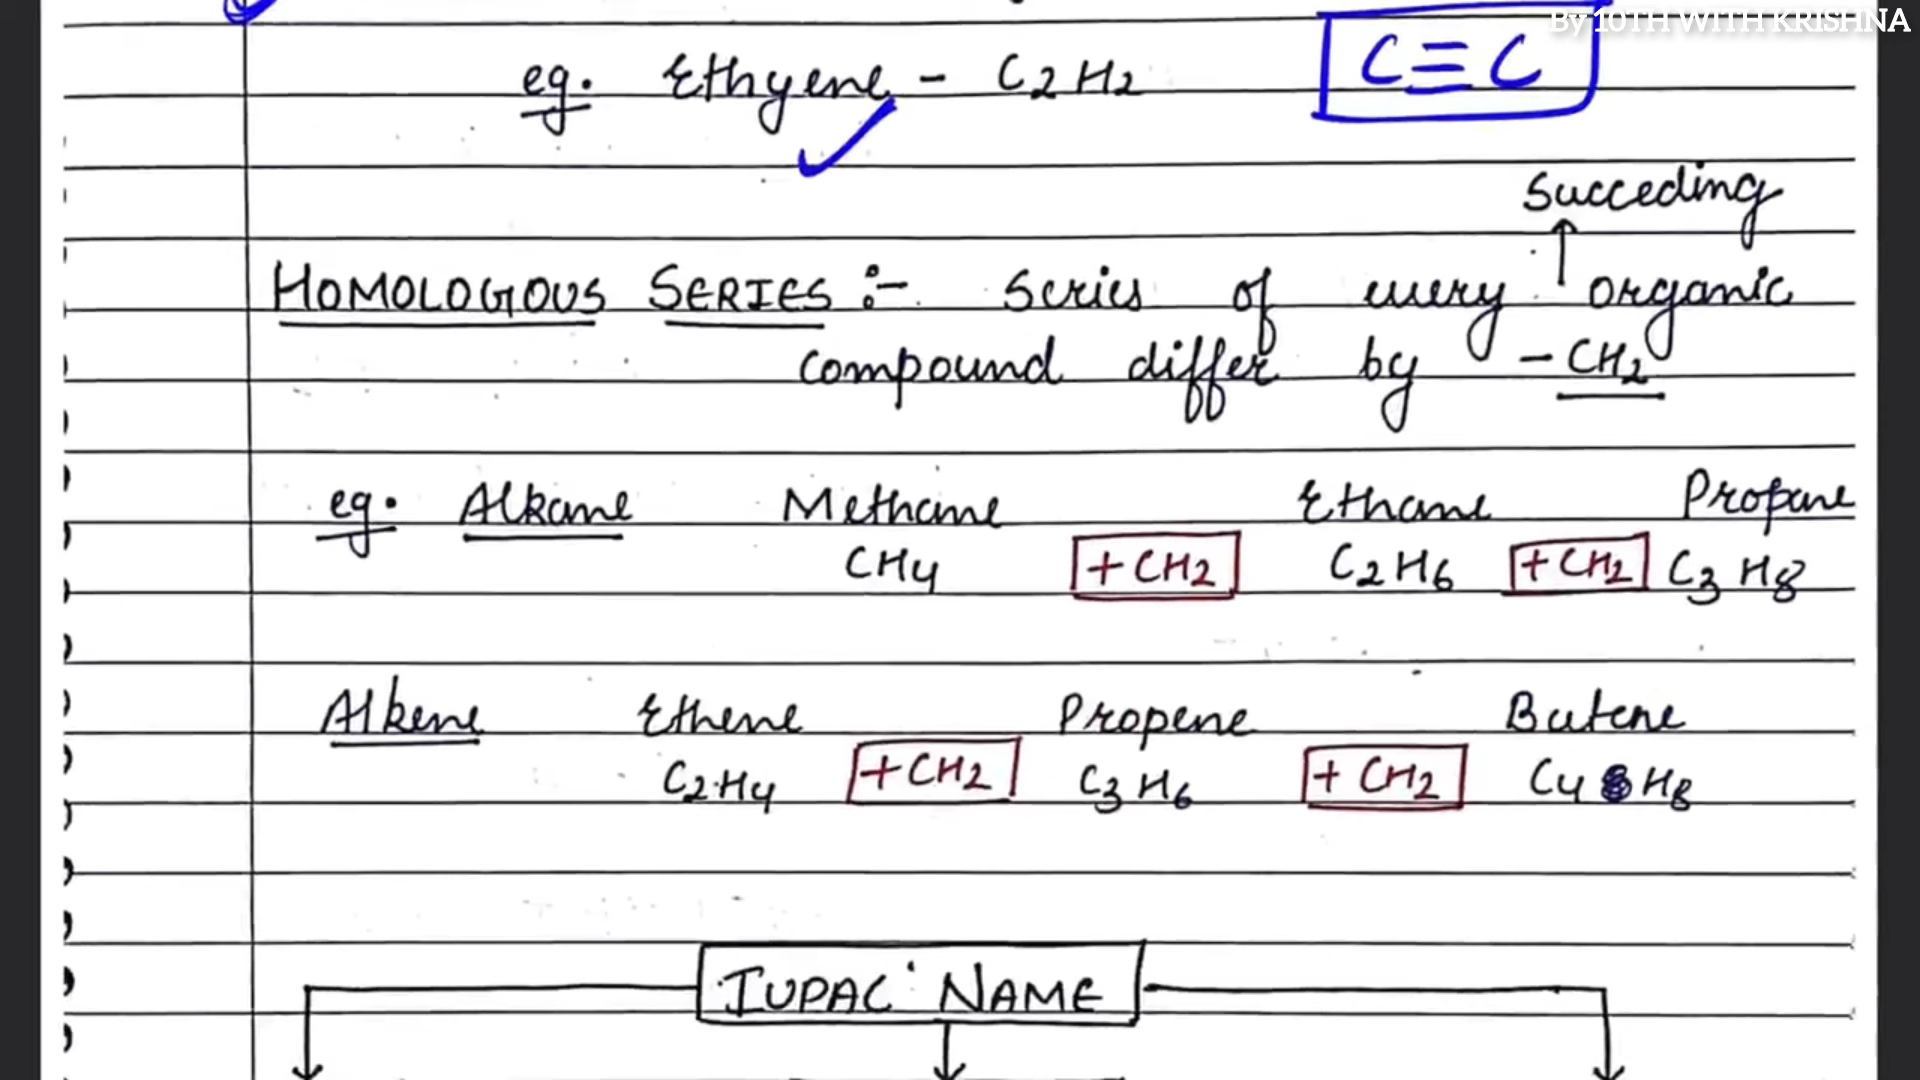 By 10TH WITH KRISHNA
eg. Ethyene - C2H2 C≡C
Succeding
HOMOLOGOUS SERIES :- Series of every ↑ organic
compound differ by - CH2
eg. Alkane Methane Ethane Propane
CH4 +CH2 C2H6 +CH2 C3H8
Alkene Ethene Propene Butene
C2H4 +CH2 C3H6 + CH2 C4 H8
IUPAC NAME